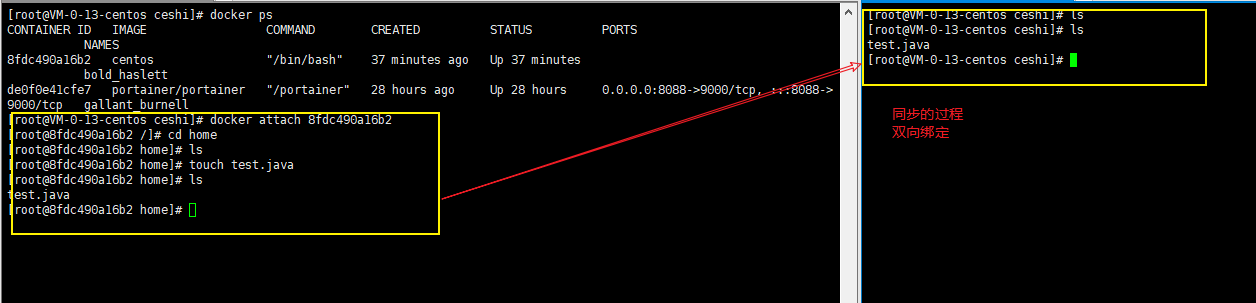 [root@VM-0-13-centos ceshi]# docker ps
CONTAINER ID   IMAGE                 COMMAND        CREATED          STATUS          PORTS
           NAMES
8fdc490a16b2   centos                "/bin/bash"    37 minutes ago   Up 37 minutes
           bold_haslett
de0f0e41cfe7   portainer/portainer   "/portainer"   28 hours ago     Up 28 hours     0.0.0.0:8088->9000/tcp, :::8088->
9000/tcp   gallant_burnell
[root@VM-0-13-centos ceshi]# docker attach 8fdc490a16b2
[root@8fdc490a16b2 /]# cd home
[root@8fdc490a16b2 home]# ls
[root@8fdc490a16b2 home]# touch test.java
[root@8fdc490a16b2 home]# ls
test.java
[root@8fdc490a16b2 home]#
[root@VM-0-13-centos ceshi]# ls
[root@VM-0-13-centos ceshi]# ls
test.java
[root@VM-0-13-centos ceshi]#
同步的过程
双向绑定